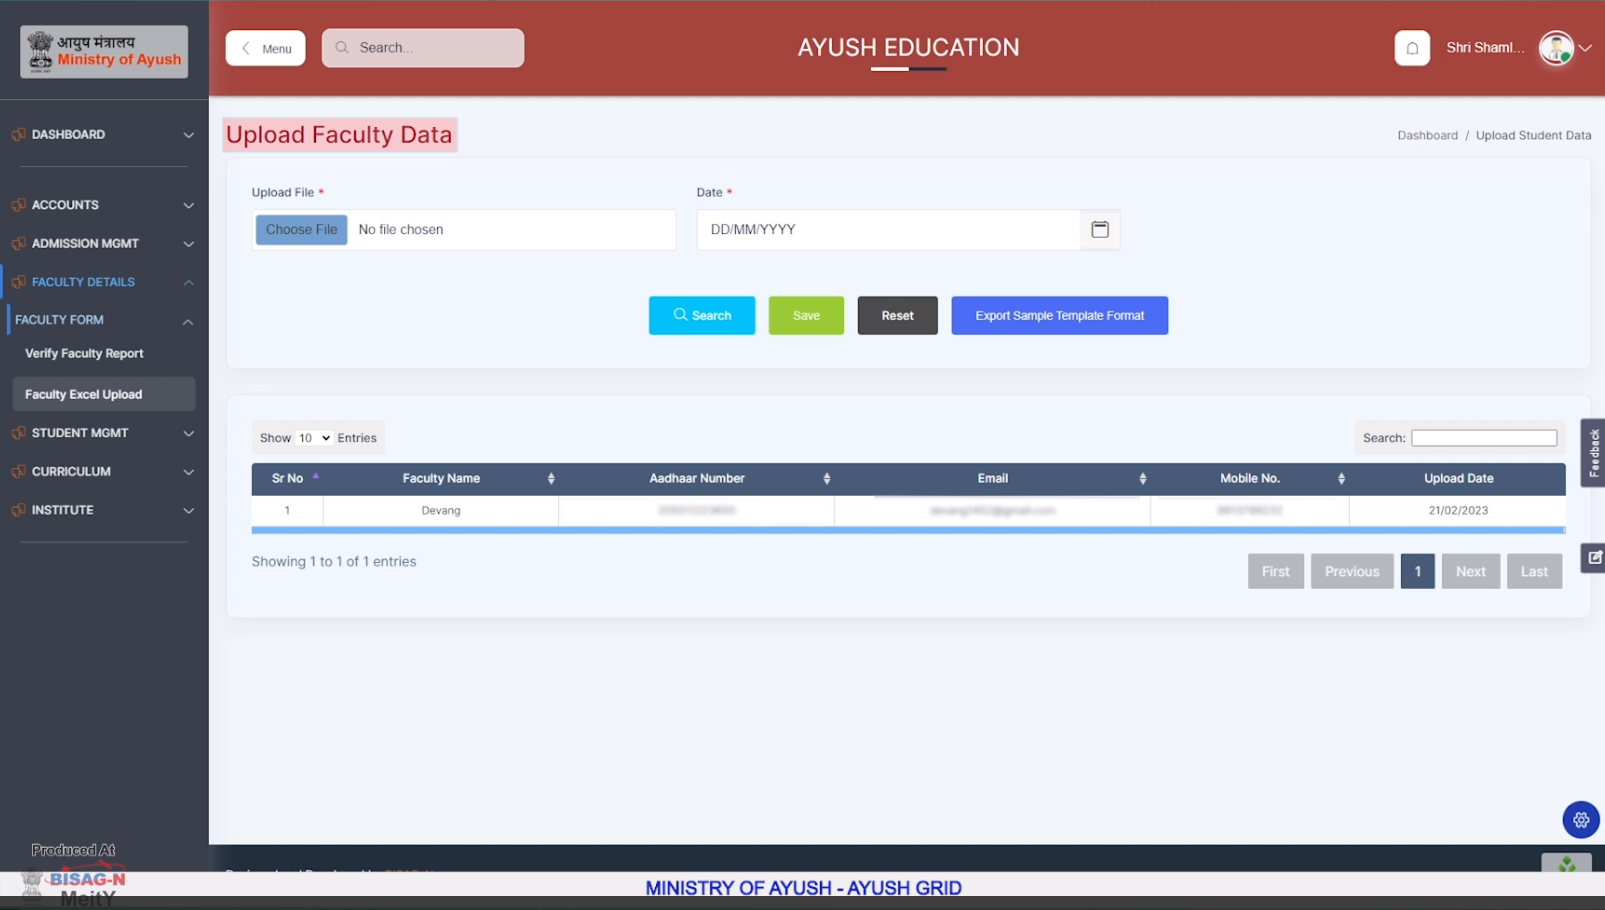 आयुष मंत्रालय
Ministry of Ayush
Menu
Search...
AYUSH EDUCATION
Shri Shaml...
DASHBOARD
ACCOUNTS
ADMISSION MGMT
FACULTY DETAILS
FACULTY FORM
Verify Faculty Report
Faculty Excel Upload
STUDENT MGMT
CURRICULUM
INSTITUTE
Upload Faculty Data
Dashboard / Upload Student Data
Upload File *
Date *
Choose File No file chosen
DD/MM/YYYY
Search
Save
Reset
Export Sample Template Format
Show 10 Entries
Search:
Sr No Faculty Name Aadhaar Number Email Mobile No. Upload Date
1 Devang 21/02/2023
Showing 1 to 1 of 1 entries
First Previous 1 Next Last
Feedback
Produced At
BISAG-N
MeitY
MINISTRY OF AYUSH - AYUSH GRID